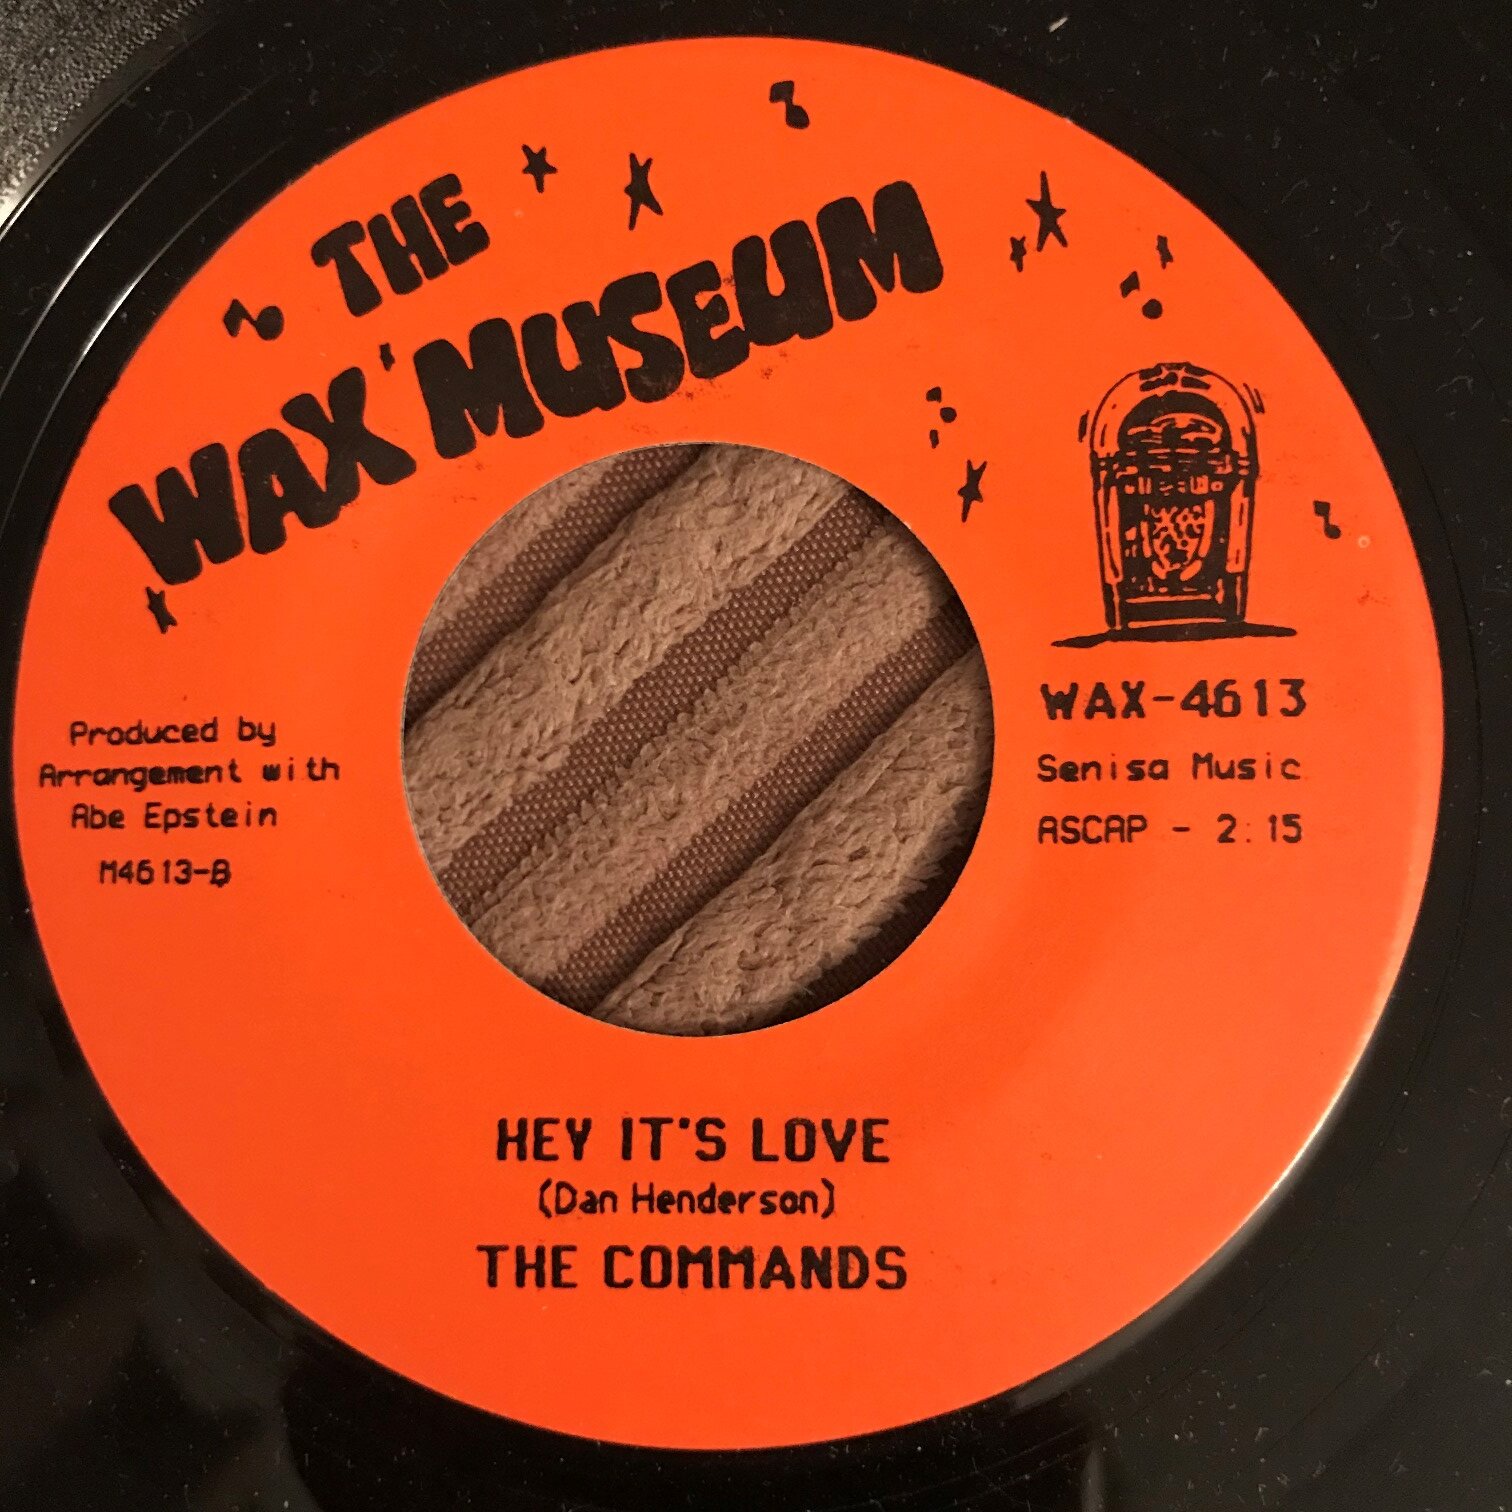 THE
WAX MUSEUM
Produced by
Arrangement with
Abe Epstein
M4613-B
WAX-4613
Senisa Music
ASCAP - 2:15
HEY IT'S LOVE
(Dan Henderson)
THE COMMANDS